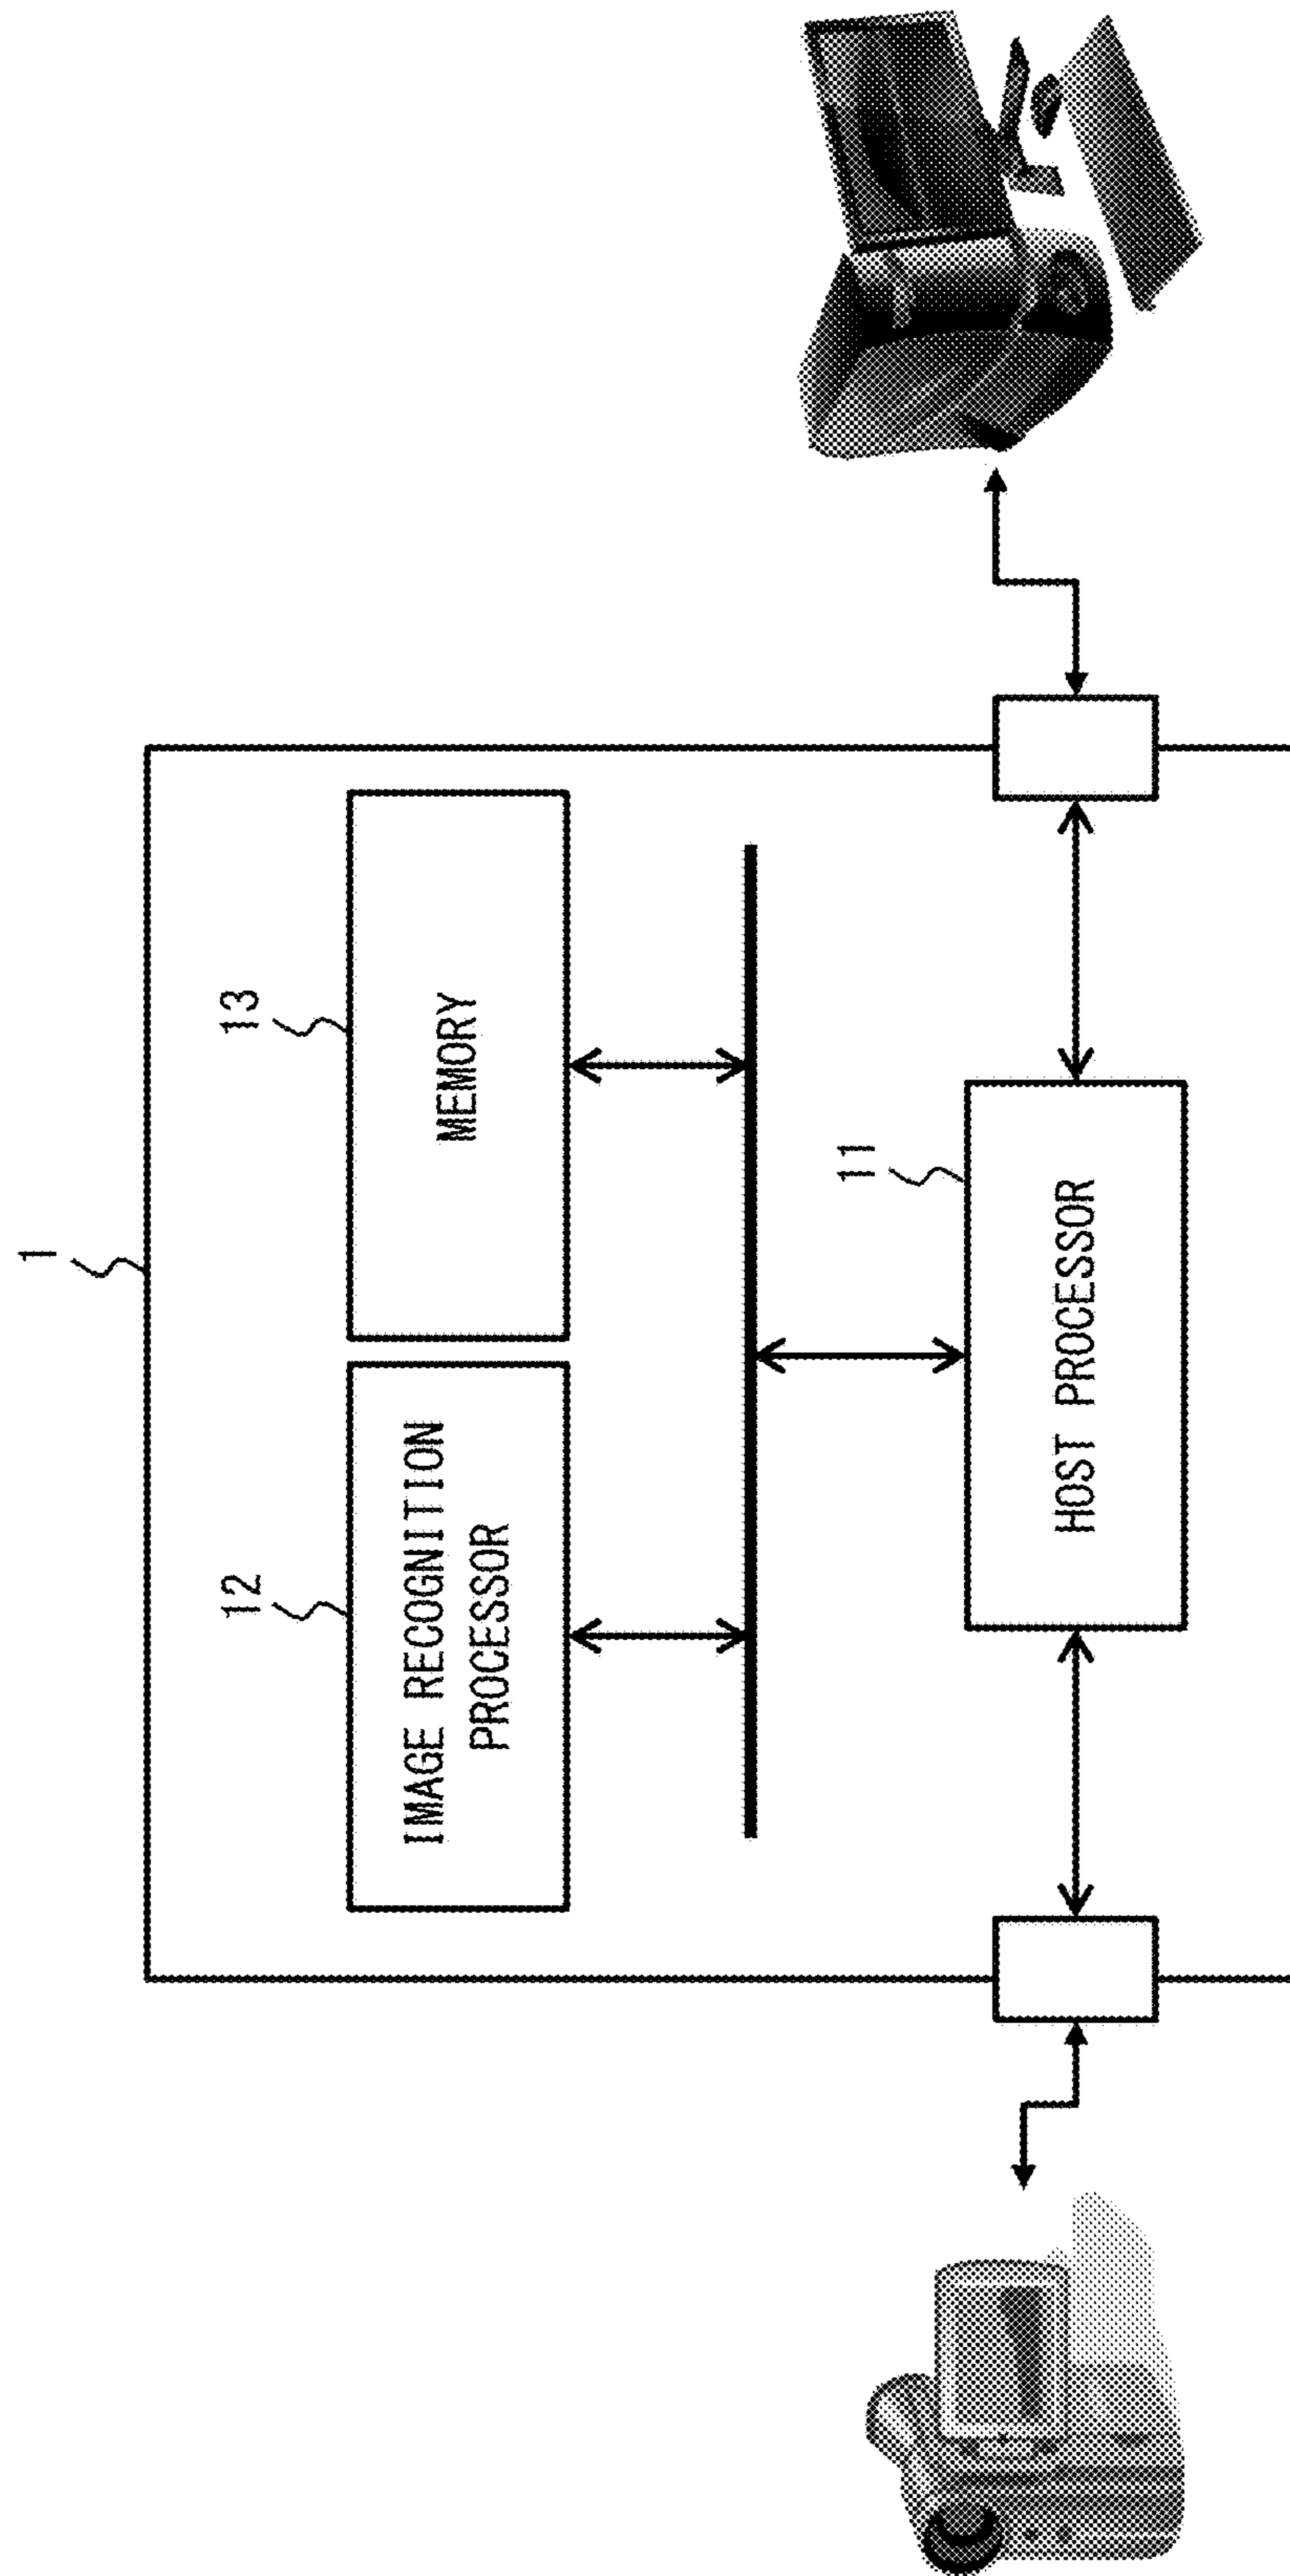 1
12
IMAGE RECOGNITION
PROCESSOR
13
MEMORY
11
HOST PROCESSOR